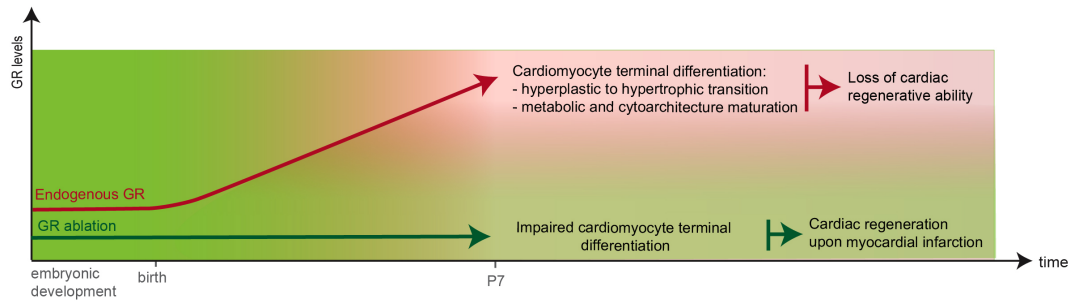 GR levels
Cardiomyocyte terminal differentiation:
- hyperplastic to hypertrophic transition
- metabolic and cytoarchitecture maturation
Loss of cardiac
regenerative ability
Endogenous GR
GR ablation
Impaired cardiomyocyte terminal
differentiation
Cardiac regeneration
upon myocardial infarction
embryonic
development
birth
P7
time